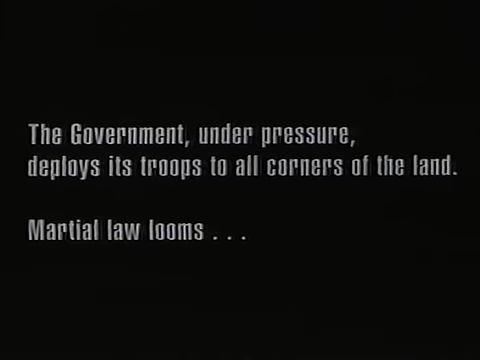 The Government, under pressure,
deploys its troops to all corners of the land.
Martial law looms . . .